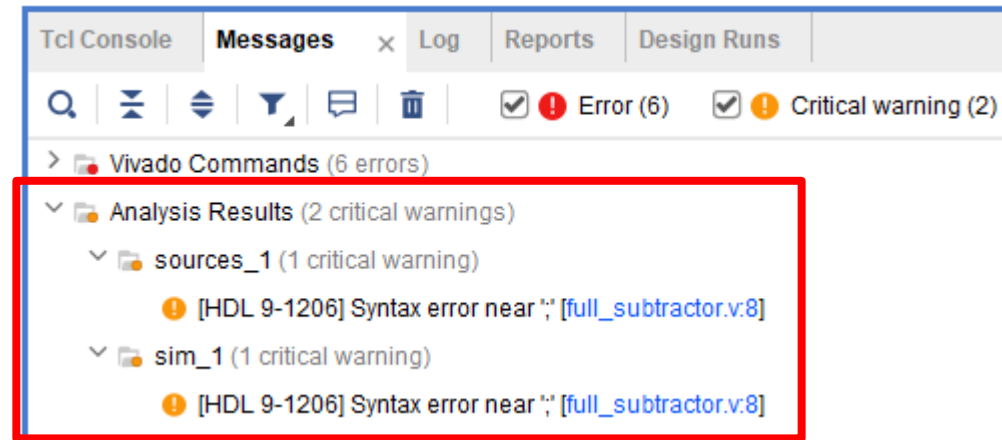 Tcl Console Messages × Log Reports Design Runs
Error (6) Critical warning (2)
Vivado Commands (6 errors)
Analysis Results (2 critical warnings)
sources_1 (1 critical warning)
[HDL 9-1206] Syntax error near ';' [full_subtractor.v:8]
sim_1 (1 critical warning)
[HDL 9-1206] Syntax error near ';' [full_subtractor.v:8]